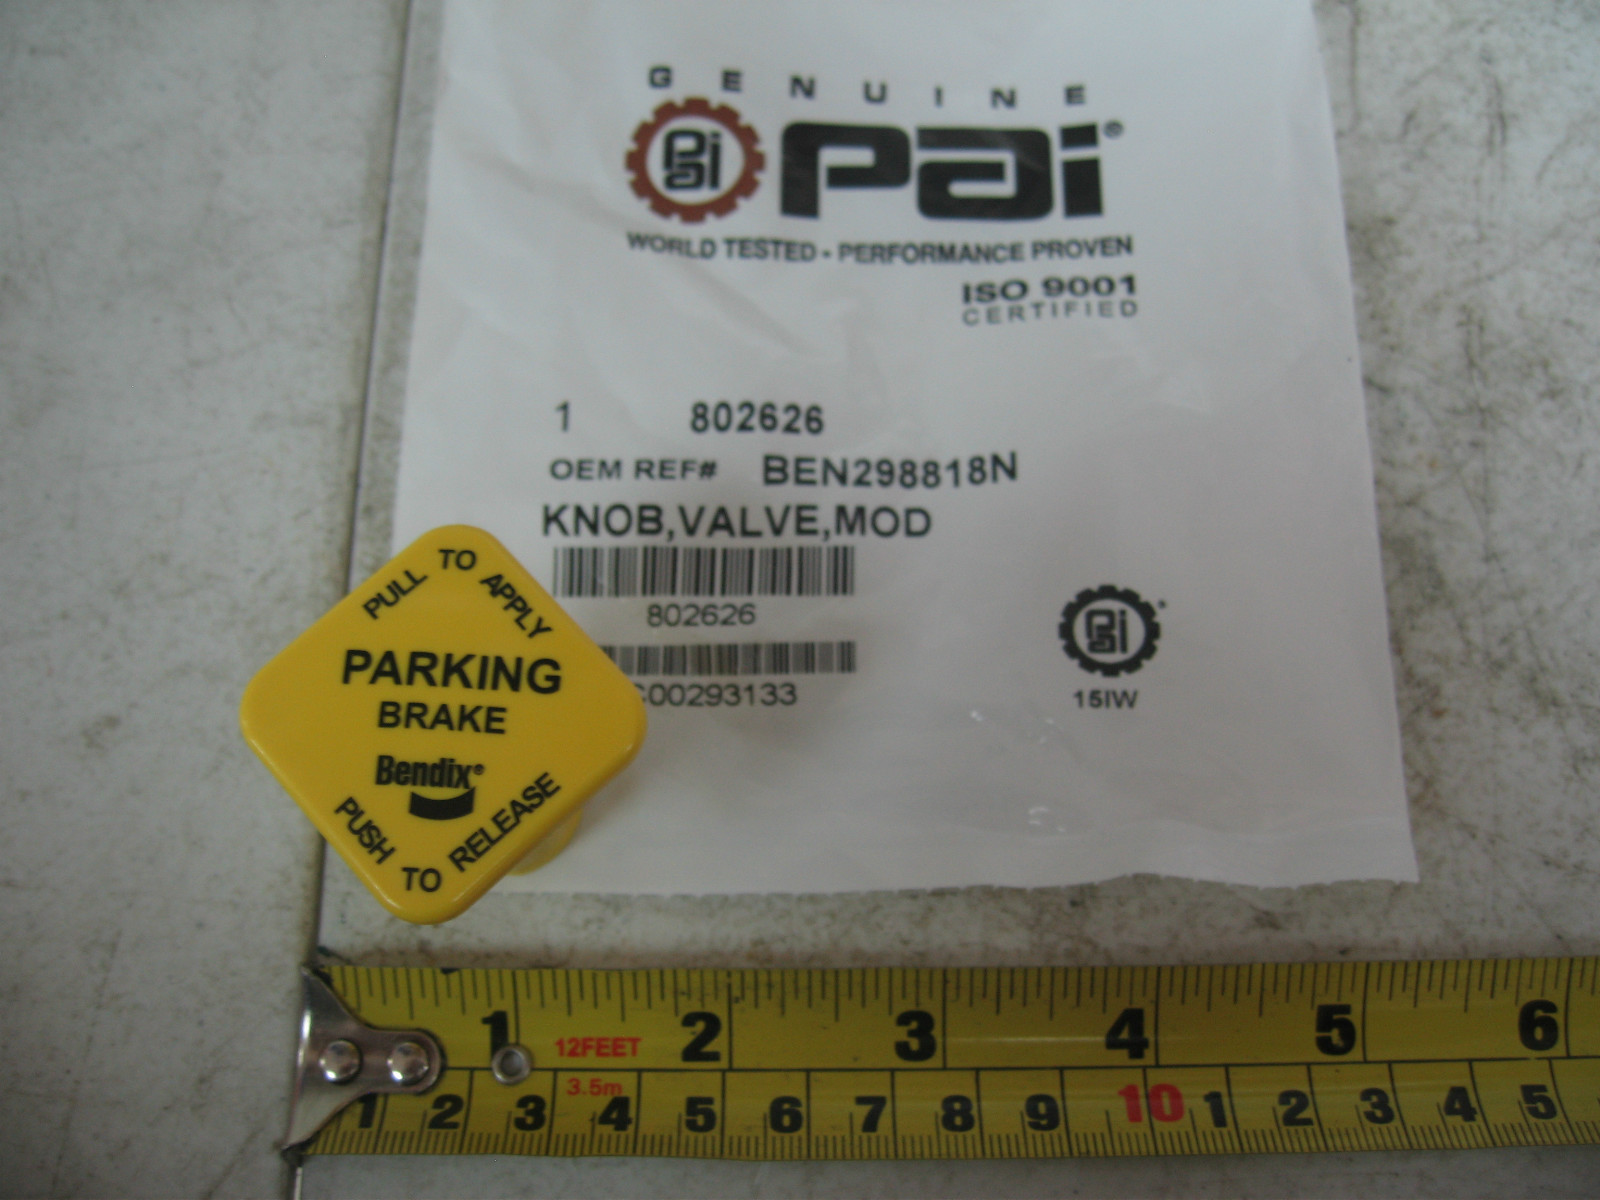 GENUINE
pai
pai®
WORLD TESTED - PERFORMANCE PROVEN
ISO 9001
CERTIFIED
1 802626
OEM REF# BEN298818N
KNOB,VALVE,MOD
802626
C00293133
pai
15IW
PULL TO APPLY
PARKING
BRAKE
Bendix®
PUSH TO RELEASE
1 2 3 4 5 6
12FEET
3.5m
1 2 3 4 5 6 7 8 9 10 1 2 3 4 5